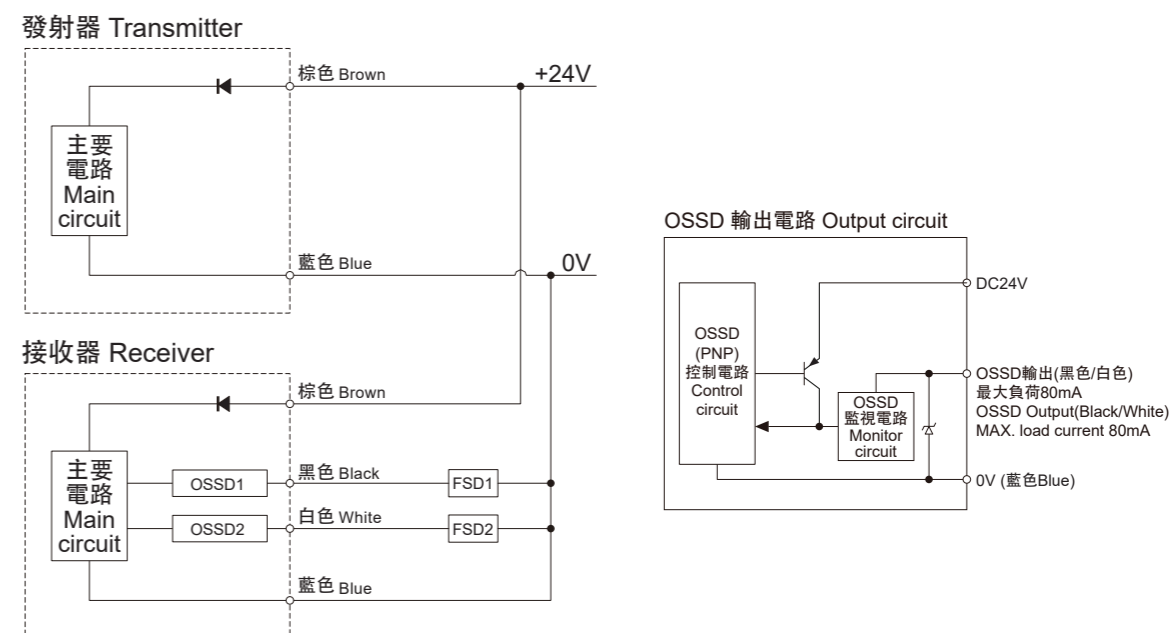 發射器 Transmitter
棕色 Brown
+24V
主要
電路
Main
circuit
藍色 Blue
0V
接收器 Receiver
棕色 Brown
主要
電路
Main
circuit
OSSD1
黑色 Black
FSD1
OSSD2
白色 White
FSD2
藍色 Blue
OSSD 輸出電路 Output circuit
DC24V
OSSD
(PNP)
控制電路
Control
circuit
OSSD
監視電路
Monitor
circuit
OSSD輸出(黑色/白色)
最大負荷80mA
OSSD Output(Black/White)
MAX. load current 80mA
0V (藍色Blue)